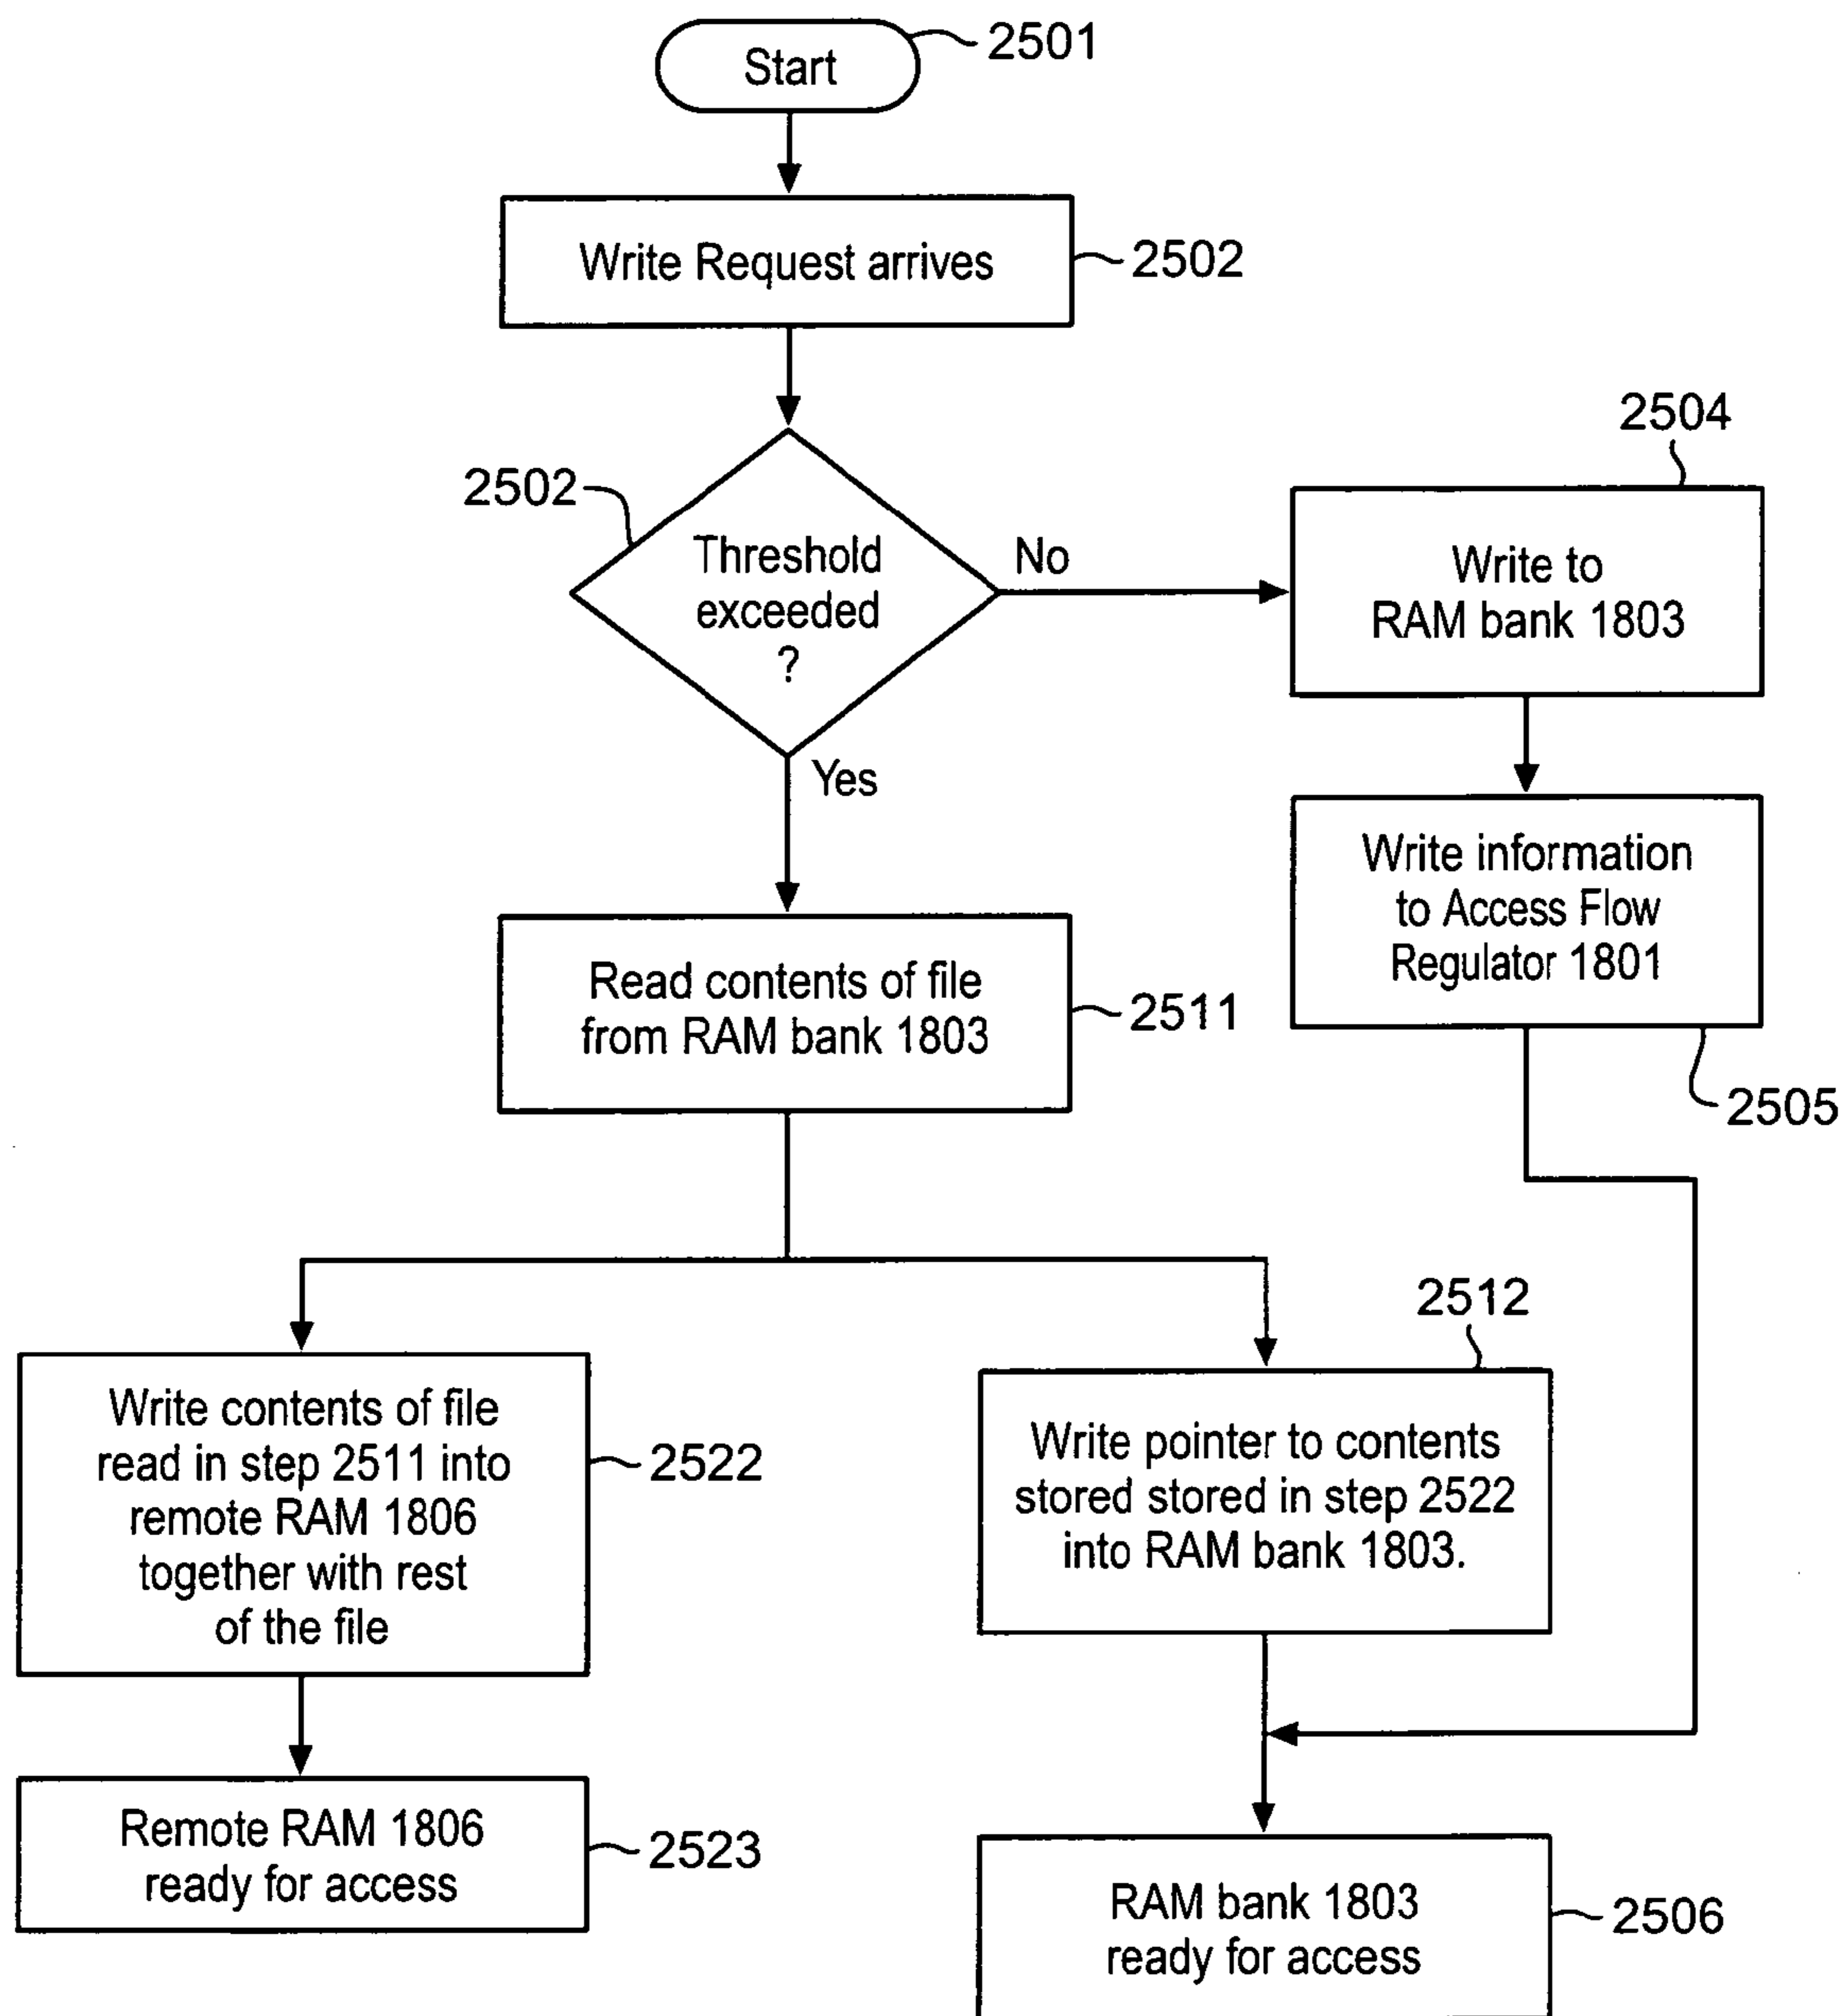 Start
2501
Write Request arrives
2502
2502
Threshold
exceeded
?
No
Yes
2504
Write to
RAM bank 1803
Write information
to Access Flow
Regulator 1801
2505
Read contents of file
from RAM bank 1803
2511
Write contents of file
read in step 2511 into
remote RAM 1806
together with rest
of the file
2522
2512
Write pointer to contents
stored stored in step 2522
into RAM bank 1803.
Remote RAM 1806
ready for access
2523
RAM bank 1803
ready for access
2506